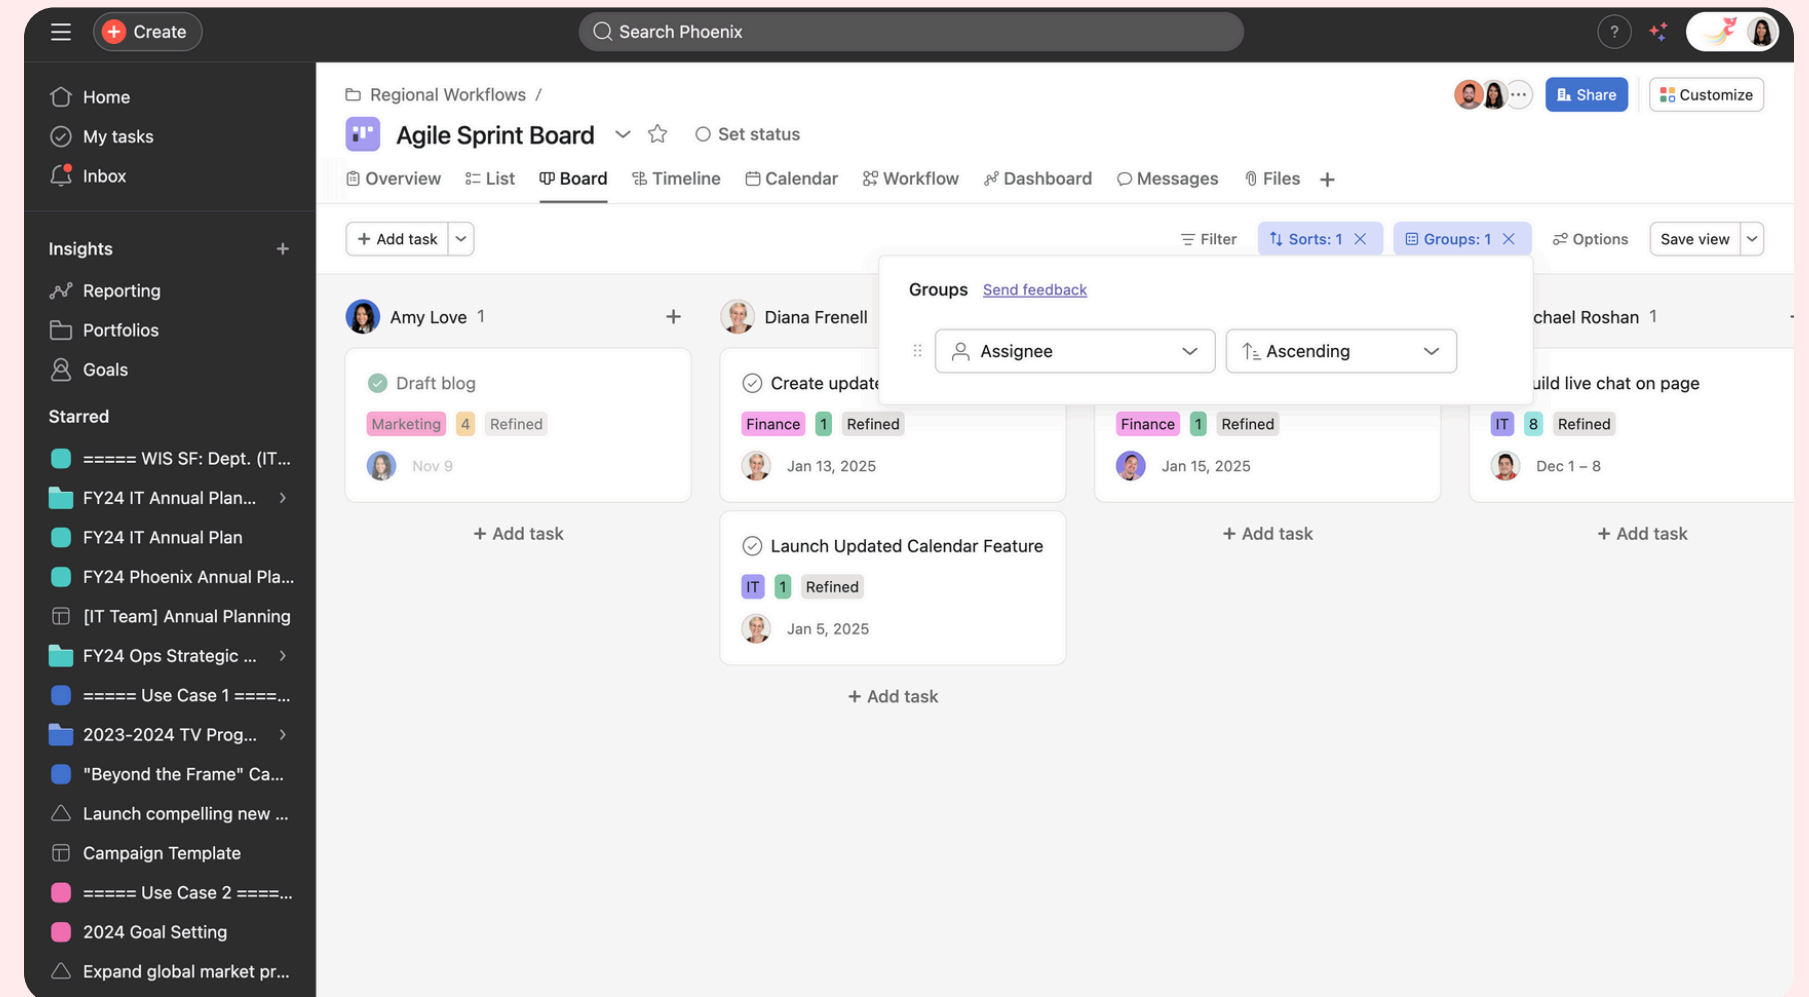 Create
Search Phoenix
?
Home
My tasks
Inbox
Insights
Reporting
Portfolios
Goals
Starred
===== WIS SF: Dept. (IT...
FY24 IT Annual Plan...
FY24 IT Annual Plan
FY24 Phoenix Annual Pla...
[IT Team] Annual Planning
FY24 Ops Strategic ...
===== Use Case 1 ====...
2023-2024 TV Prog...
"Beyond the Frame" Ca...
Launch compelling new ...
Campaign Template
===== Use Case 2 ====...
2024 Goal Setting
Expand global market pr...
Regional Workflows /
Share
Customize
Agile Sprint Board
Set status
Overview List Board Timeline Calendar Workflow Dashboard Messages Files +
+ Add task
Filter
Sorts: 1
Groups: 1
Options
Save view
Groups Send feedback
Assignee
Ascending
Amy Love 1 +
Draft blog
Marketing 4 Refined
Nov 9
+ Add task
Diana Frenell
Create update
Finance 1 Refined
Jan 13, 2025
Launch Updated Calendar Feature
IT 1 Refined
Jan 5, 2025
+ Add task
Finance 1 Refined
Jan 15, 2025
+ Add task
chael Roshan 1
uild live chat on page
IT 8 Refined
Dec 1 – 8
+ Add task